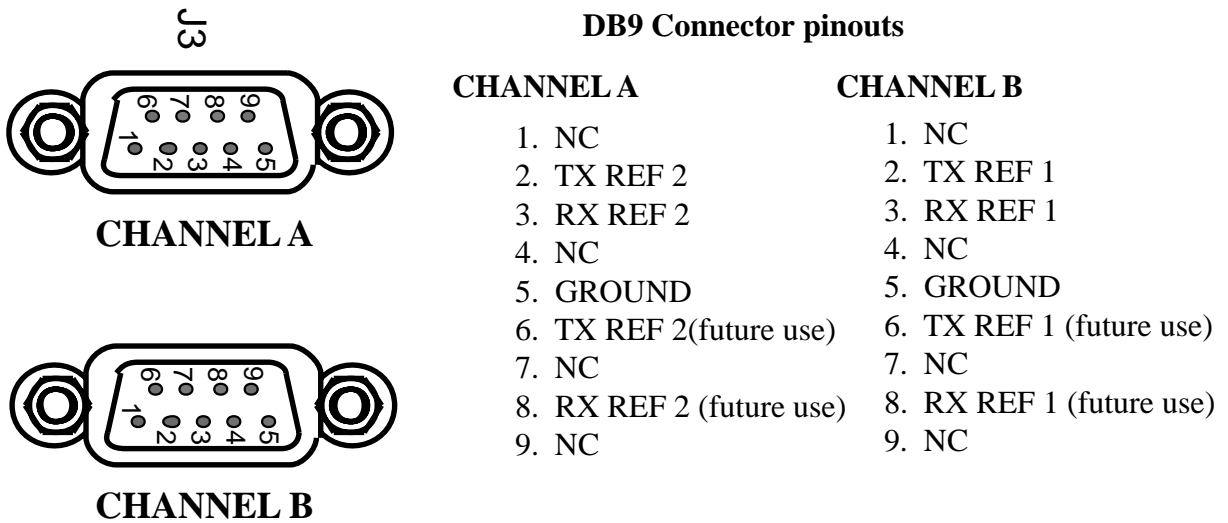 J3
6 7 8 9
1
2 3 4 5
CHANNEL A
6 7 8 9
1
2 3 4 5
CHANNEL B
DB9 Connector pinouts
CHANNEL A
1. NC
2. TX REF 2
3. RX REF 2
4. NC
5. GROUND
6. TX REF 2(future use)
7. NC
8. RX REF 2 (future use)
9. NC
CHANNEL B
1. NC
2. TX REF 1
3. RX REF 1
4. NC
5. GROUND
6. TX REF 1 (future use)
7. NC
8. RX REF 1 (future use)
9. NC